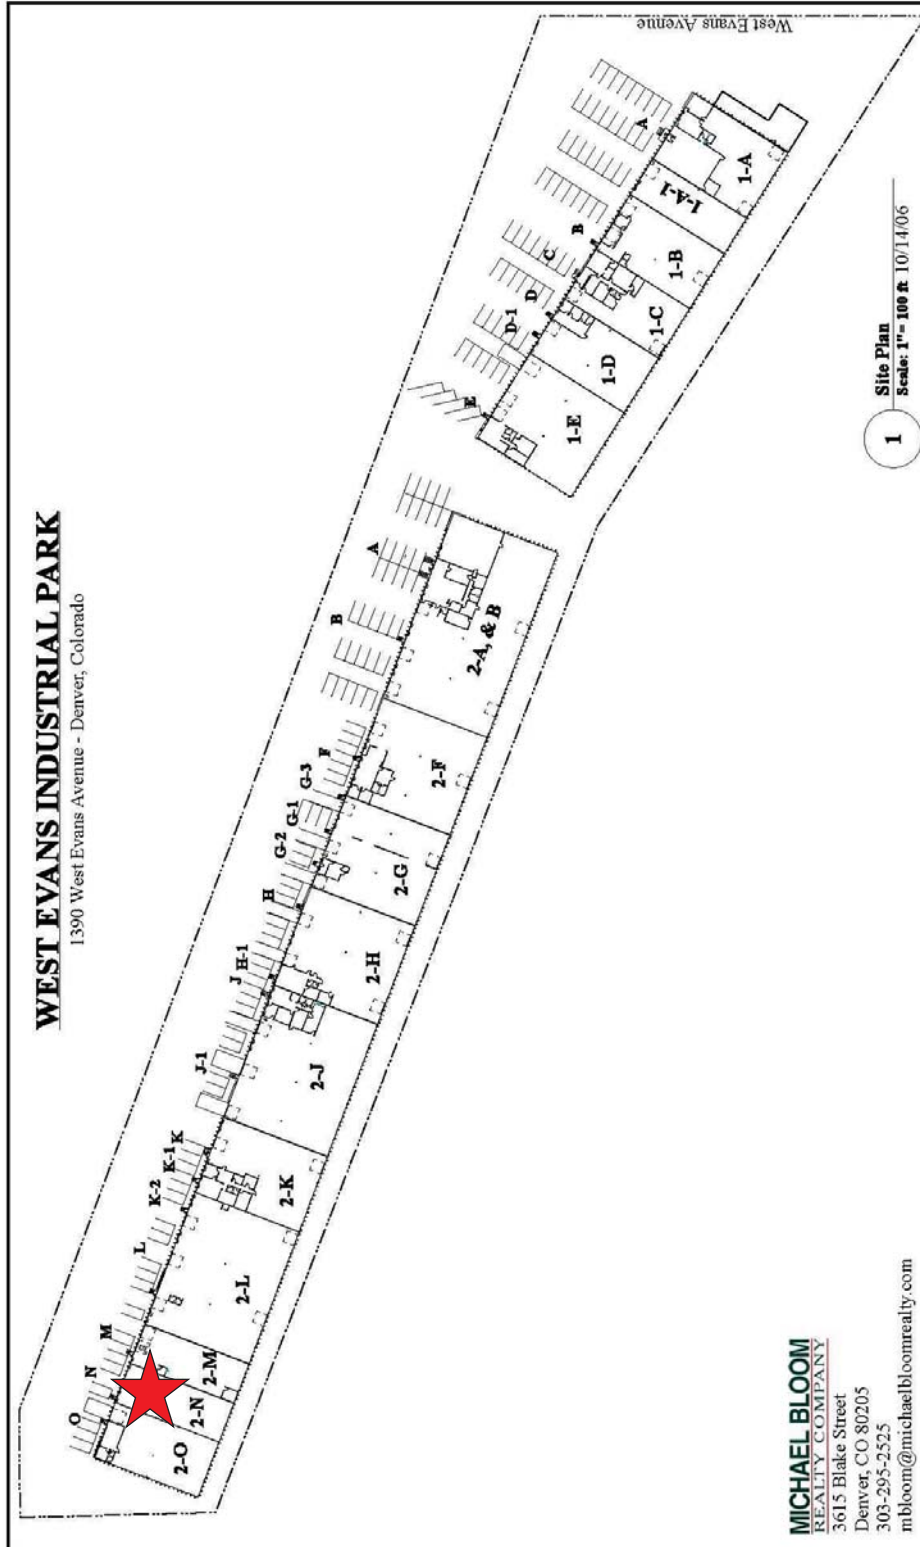 WEST EVANS INDUSTRIAL PARK
1390 West Evans Avenue - Denver, Colorado
O
N
M
L
K-2
K-1
K
J-1
J
H-1
H
G-2
G-1
G-3
F
B
A
2-O
2-N
2-M
2-L
2-K
2-J
2-H
2-G
2-F
2-A, & B
E
D-1
D
C
B
A
1-E
1-D
1-C
1-B
1-A-1
1-A
West Evans Avenue
MICHAEL BLOOM
REALTY COMPANY
3615 Blake Street
Denver, CO 80205
303-295-2525
mbloom@michaelbloomrealty.com
1
Site Plan
Scale: 1"= 100 ft 10/14/06